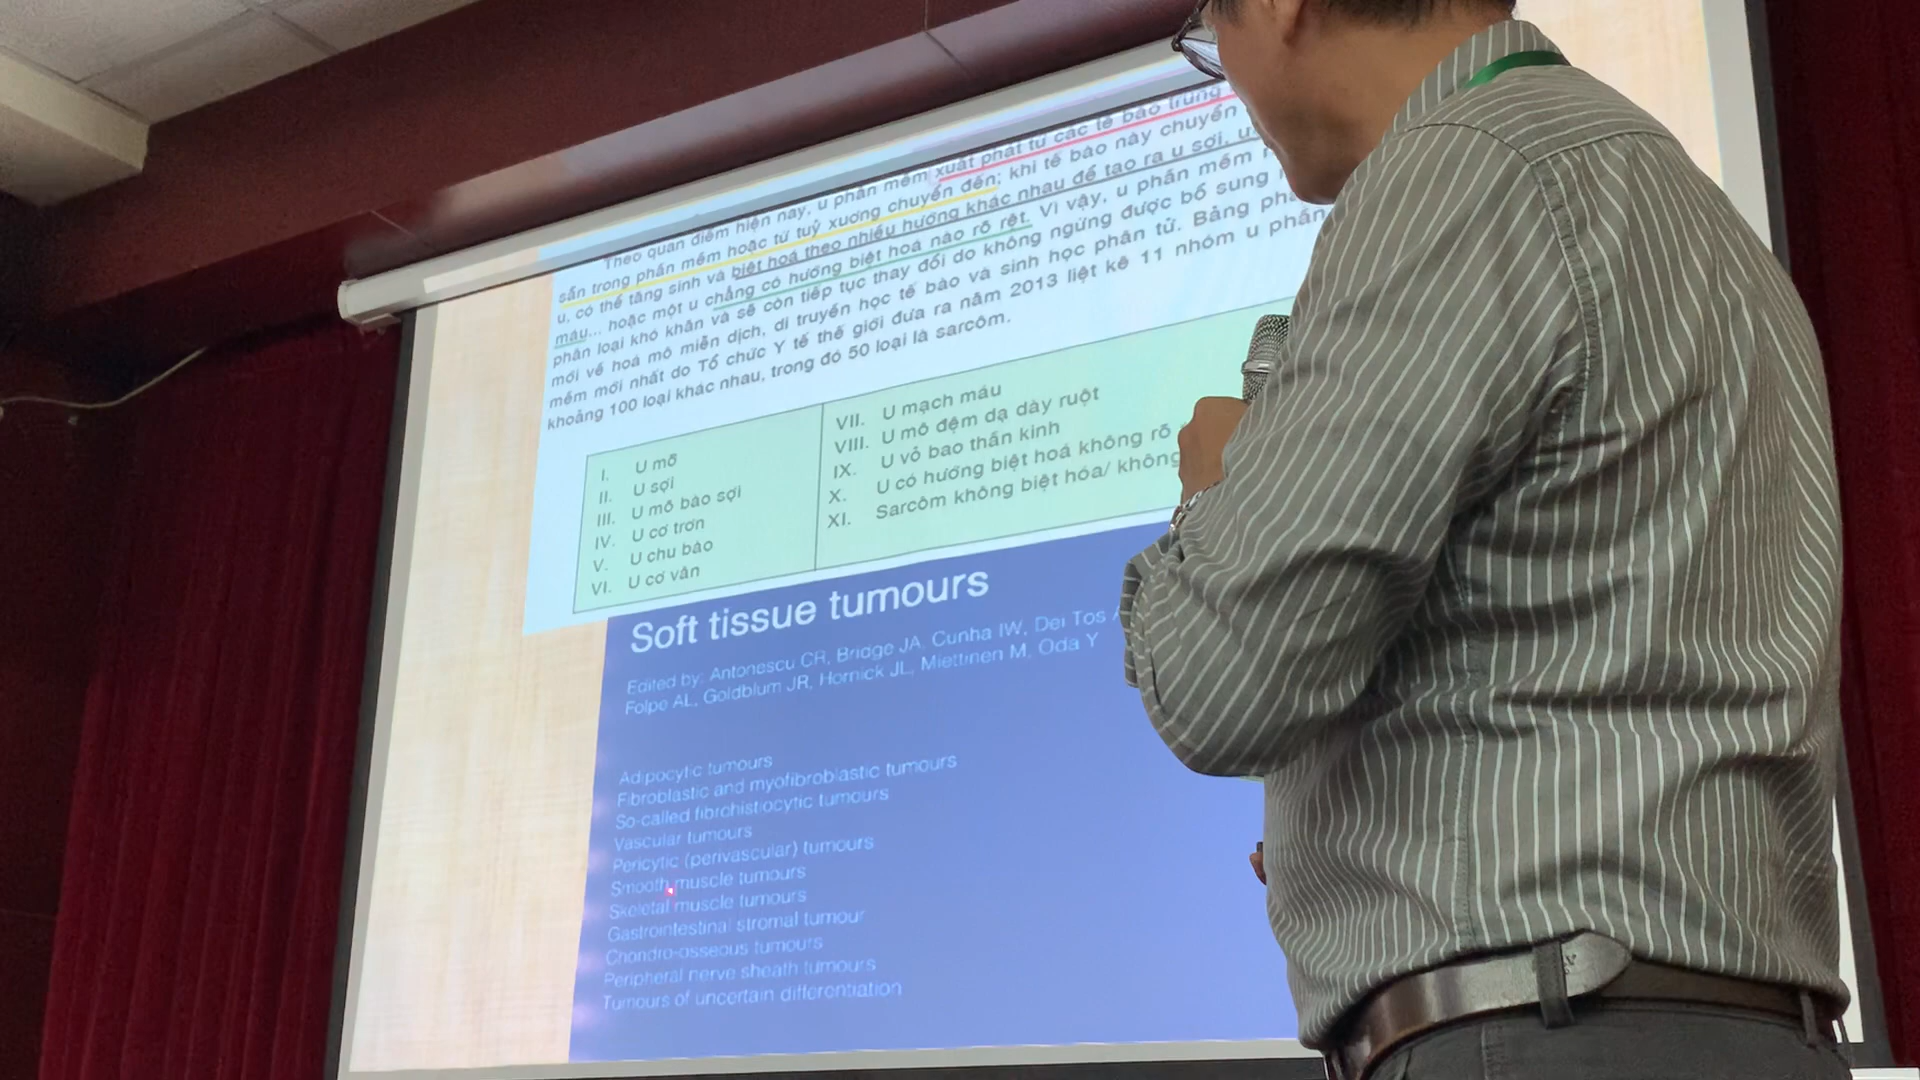 Theo quan điểm hiện nay, u phần mềm xuất phát từ các tế bào trung
sẵn trong phần mềm hoặc từ tuỷ xương chuyển đến; khi tế bào này chuyển
u, có thể tăng sinh và biệt hoá theo nhiều hướng khác nhau để tạo ra u sợi,
máu... hoặc một u chẳng có hướng biệt hoá nào rõ rệt. Vì vậy, u phần mềm
phân loại khó khăn và sẽ còn tiếp tục thay đổi do không ngừng được bổ sung
mới về hoá mô miễn dịch, di truyền học tế bào và sinh học phân tử. Bảng
mềm mới nhất do Tổ chức Y tế thế giới đưa ra năm 2013 liệt kê 11 nhóm u phần
khoảng 100 loại khác nhau, trong đó 50 loại là sarcôm.
I. U mỡ
II. U sợi
III. U mô bào sợi
IV. U cơ trơn
V. U chu bào
VI. U cơ vân
VII. U mạch máu
VIII. U mô đệm dạ dày ruột
IX. U vỏ bao thần kinh
X. U có hướng biệt hoá không rõ
XI. Sarcôm không biệt hóa/ không
Soft tissue tumours
Edited by: Antonescu CR, Bridge JA, Cunha IW, Dei Tos
Folpe AL, Goldblum JR, Hornick JL, Miettinen M, Oda Y
Adipocytic tumours
Fibroblastic and myofibroblastic tumours
So-called fibrohistiocytic tumours
Vascular tumours
Pericytic (perivascular) tumours
Smooth muscle tumours
Skeletal muscle tumours
Gastrointestinal stromal tumour
Chondro-osseous tumours
Peripheral nerve sheath tumours
Tumours of uncertain differentiation